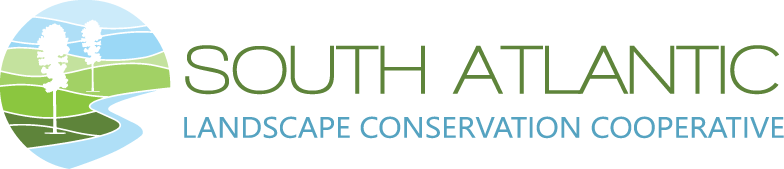 SOUTH ATLANTIC
LANDSCAPE CONSERVATION COOPERATIVE